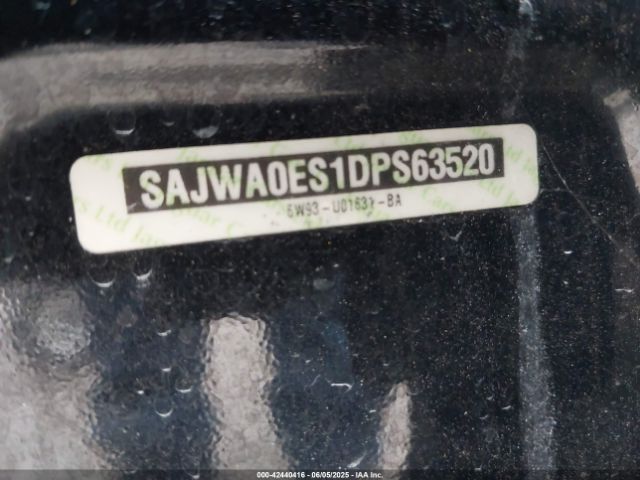 SAJWA0ES1DPS63520
6W93-U01631-BA
000-42440416 | 06/05/2025 | IAA Inc.